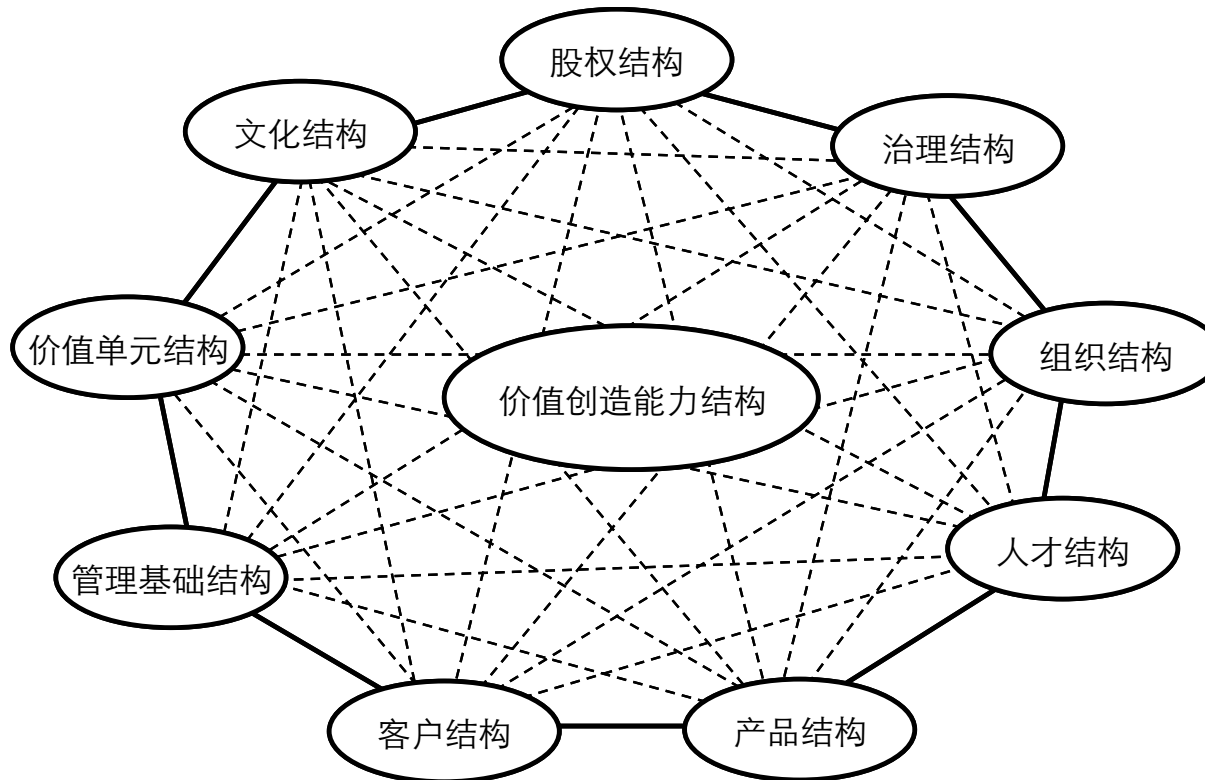 股权结构
文化结构
治理结构
价值单元结构
组织结构
价值创造能力结构
人才结构
管理基础结构
客户结构
产品结构